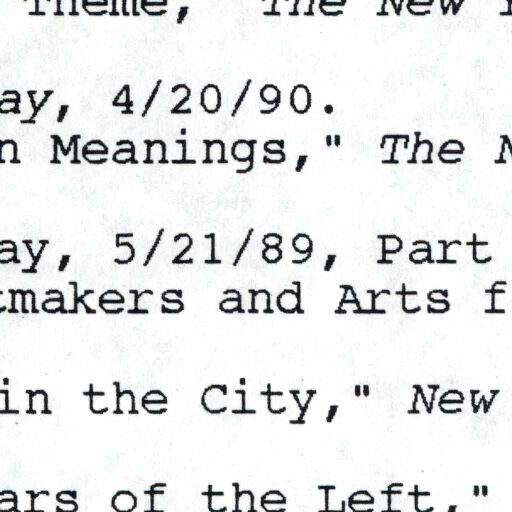 Theme," The New
ay, 4/20/90.
n Meanings," The N
ay, 5/21/89, Part
tmakers and Arts f
in the City," New
ars of the Left,"